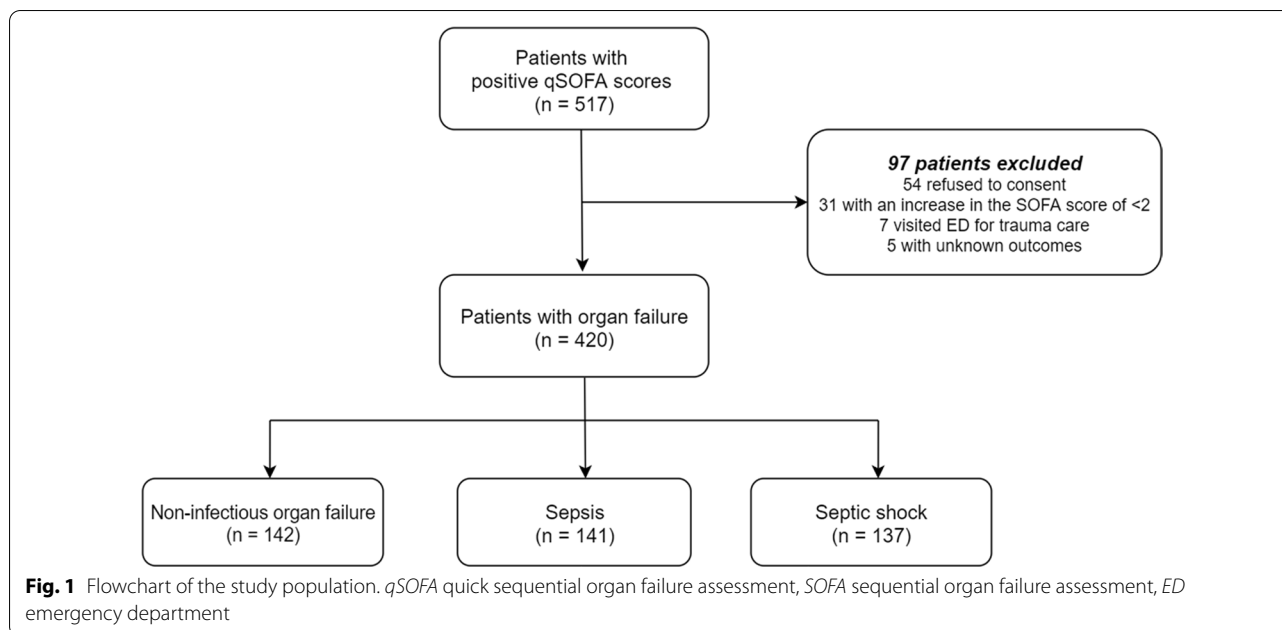 Patients with
positive qSOFA scores
(n = 517)
97 patients excluded
54 refused to consent
31 with an increase in the SOFA score of <2
7 visited ED for trauma care
5 with unknown outcomes
Patients with organ failure
(n = 420)
Non-infectious organ failure
(n = 142)
Sepsis
(n = 141)
Septic shock
(n = 137)
Fig. 1 Flowchart of the study population. qSOFA quick sequential organ failure assessment, SOFA sequential organ failure assessment, ED
emergency department